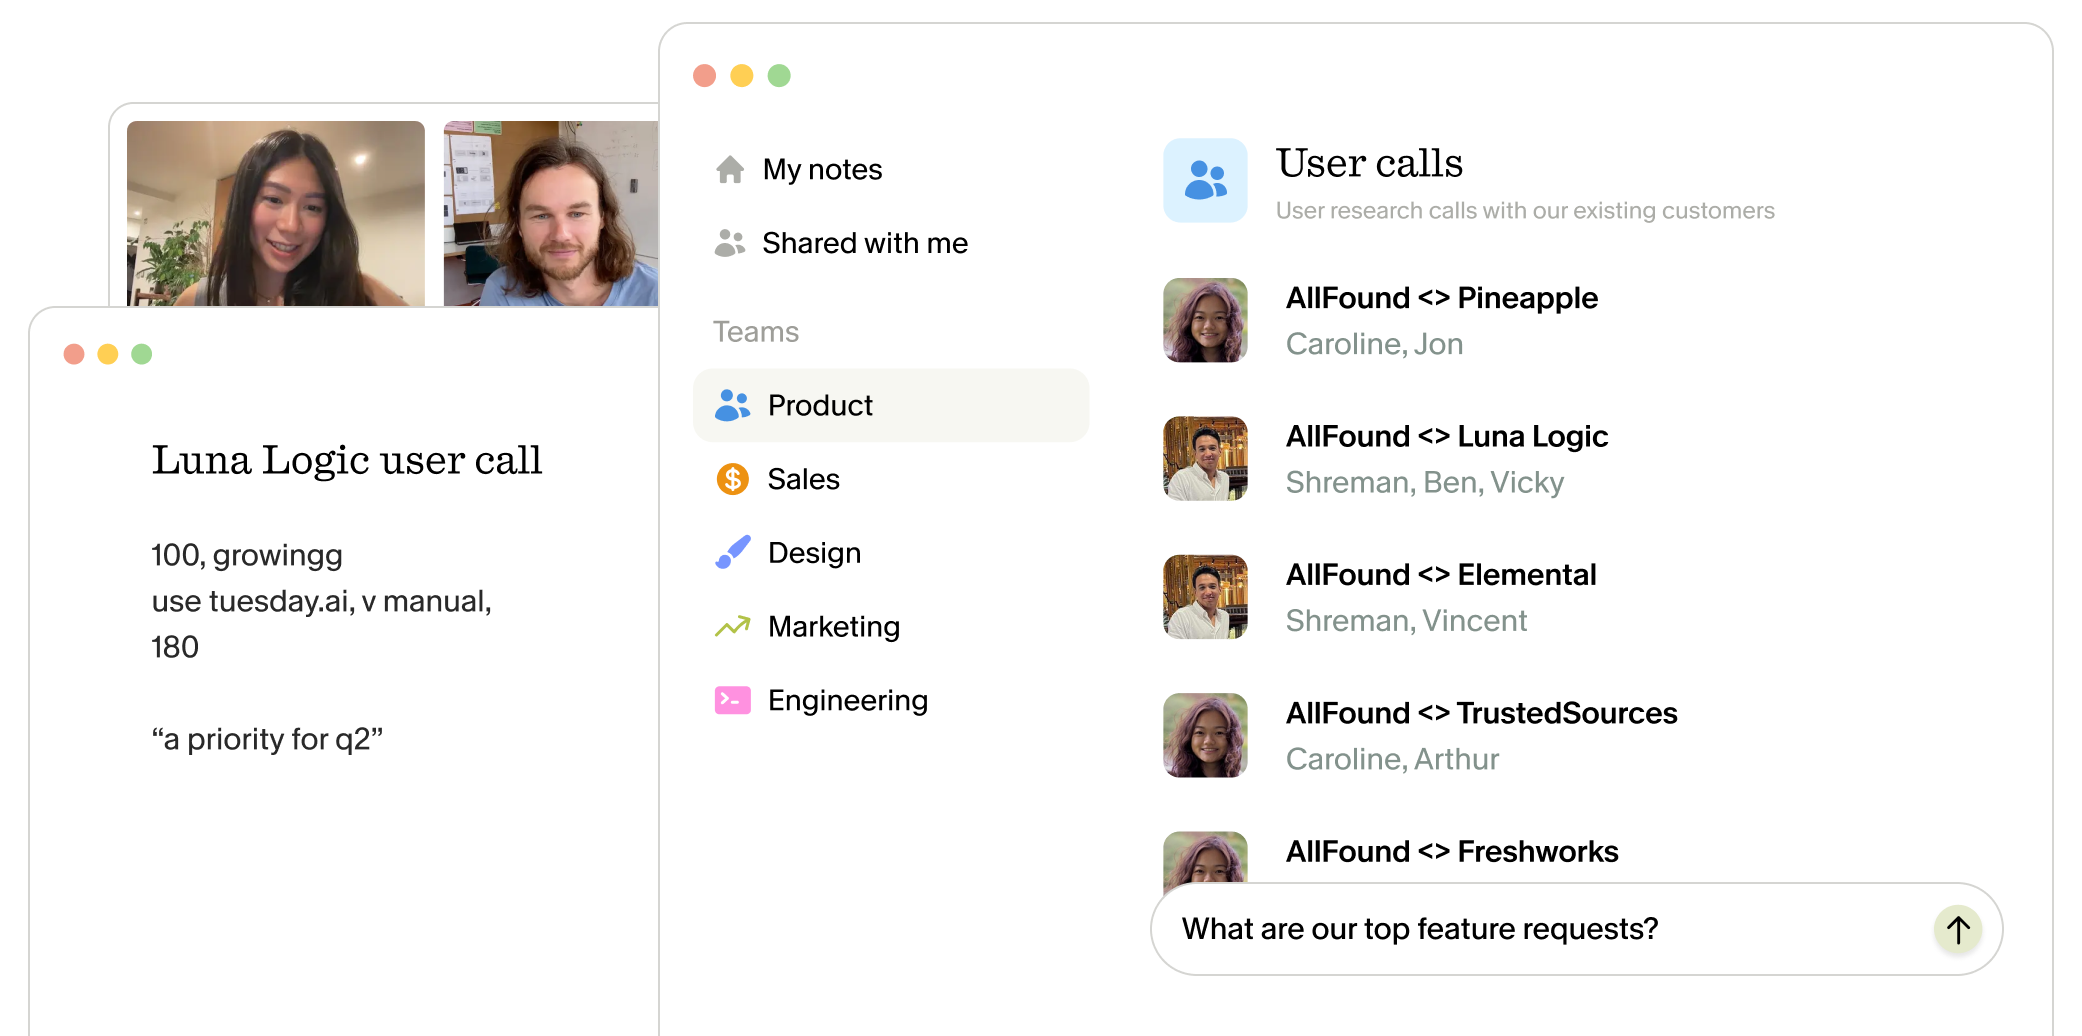 Luna Logic user call
100, growingg
use tuesday.ai, v manual,
180
“a priority for q2”
My notes
Shared with me
Teams
Product
Sales
Design
Marketing
Engineering
User calls
User research calls with our existing customers
AllFound <> Pineapple
Caroline, Jon
AllFound <> Luna Logic
Shreman, Ben, Vicky
AllFound <> Elemental
Shreman, Vincent
AllFound <> TrustedSources
Caroline, Arthur
AllFound <> Freshworks
What are our top feature requests?